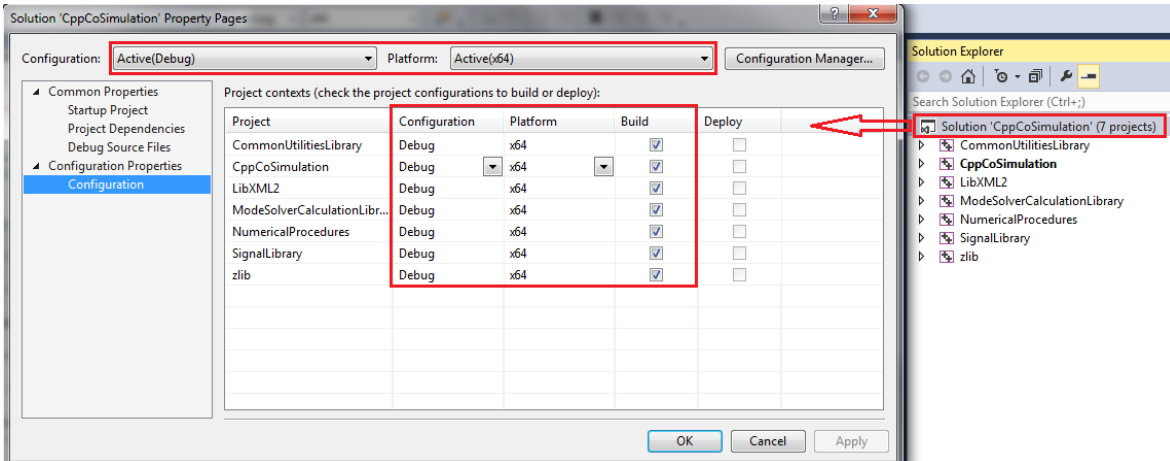 Solution 'CppCoSimulation' Property Pages
Configuration: Active(Debug) Platform: Active(x64) Configuration Manager...
Common Properties
Startup Project
Project Dependencies
Debug Source Files
Configuration Properties
Configuration
Project contexts (check the project configurations to build or deploy):
Project Configuration Platform Build Deploy
CommonUtilitiesLibrary Debug x64
CppCoSimulation Debug x64
LibXML2 Debug x64
ModeSolverCalculationLibr... Debug x64
NumericalProcedures Debug x64
SignalLibrary Debug x64
zlib Debug x64
OK Cancel Apply
Solution Explorer
Search Solution Explorer (Ctrl+;)
Solution 'CppCoSimulation' (7 projects)
CommonUtilitiesLibrary
CppCoSimulation
LibXML2
ModeSolverCalculationLibrary
NumericalProcedures
SignalLibrary
zlib